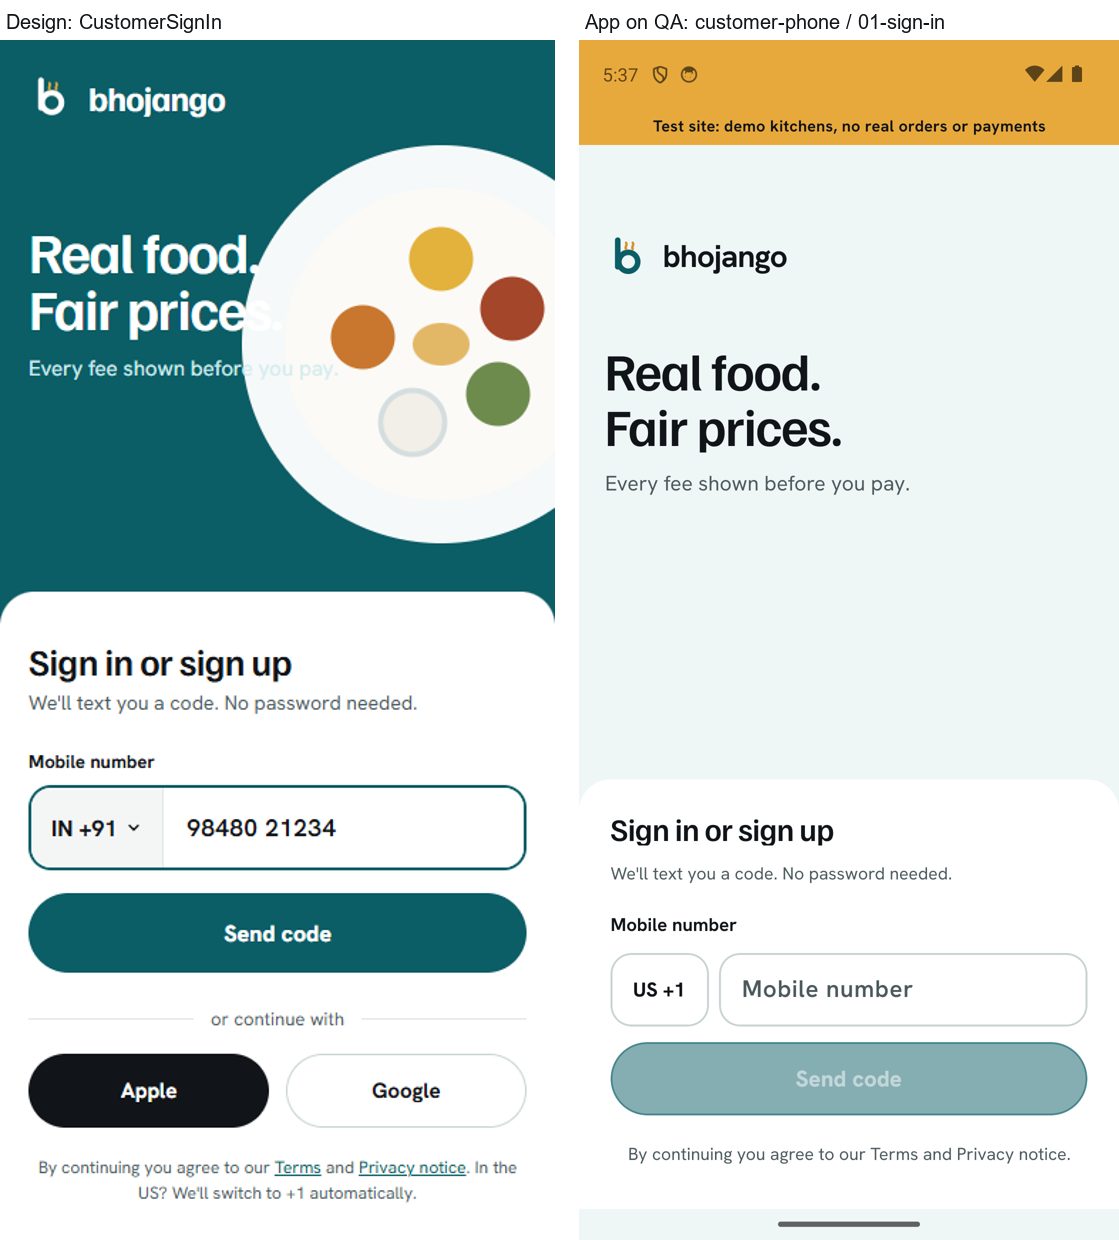 Design: CustomerSignIn
bhojango
Real food.
Fair prices.
Every fee shown before you pay.
Sign in or sign up
We'll text you a code. No password needed.
Mobile number
IN +91
98480 21234
Send code
or continue with
Apple
Google
By continuing you agree to our Terms and Privacy notice. In the
US? We'll switch to +1 automatically.
App on QA: customer-phone / 01-sign-in
5:37
Test site: demo kitchens, no real orders or payments
bhojango
Real food.
Fair prices.
Every fee shown before you pay.
Sign in or sign up
We'll text you a code. No password needed.
Mobile number
US +1
Mobile number
Send code
By continuing you agree to our Terms and Privacy notice.